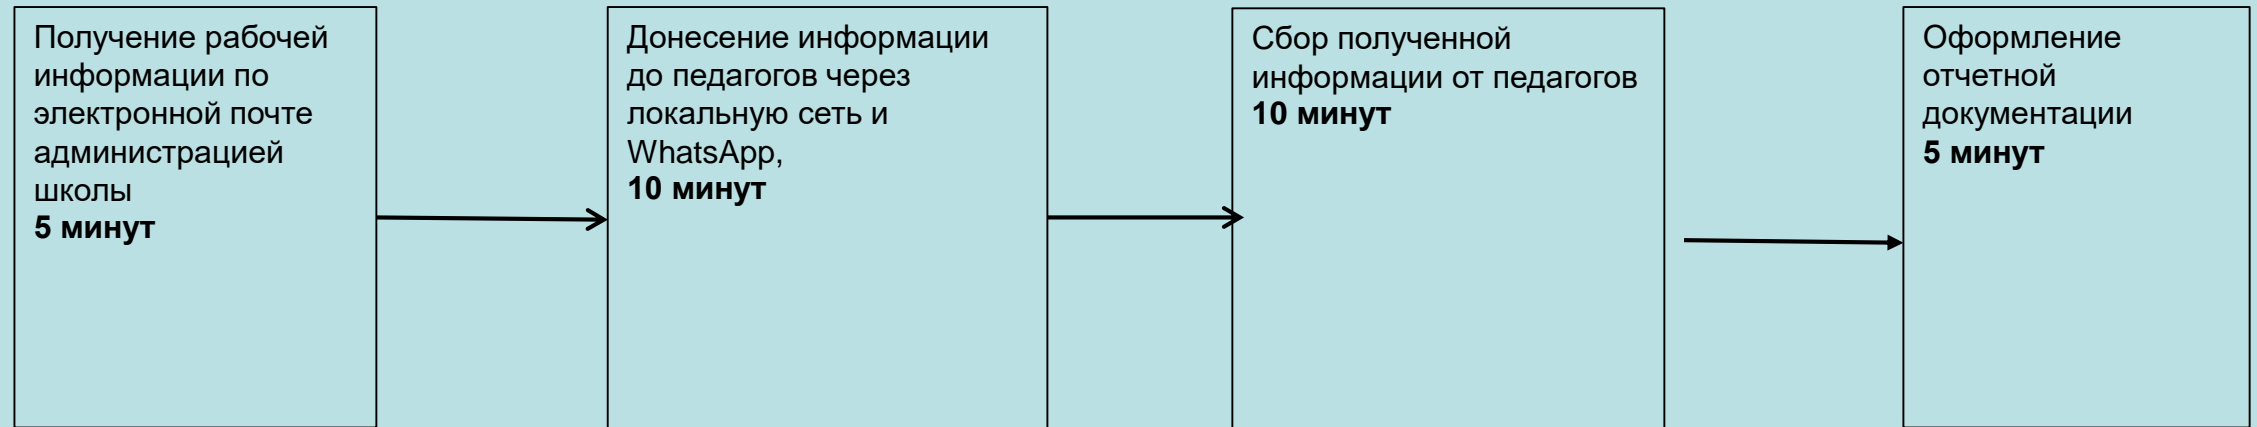 Получение рабочей
информации по
электронной почте
администрацией
школы
5 минут
Донесение информации
до педагогов через
локальную сеть и
WhatsApp,
10 минут
Сбор полученной
информации от педагогов
10 минут
Оформление
отчетной
документации
5 минут